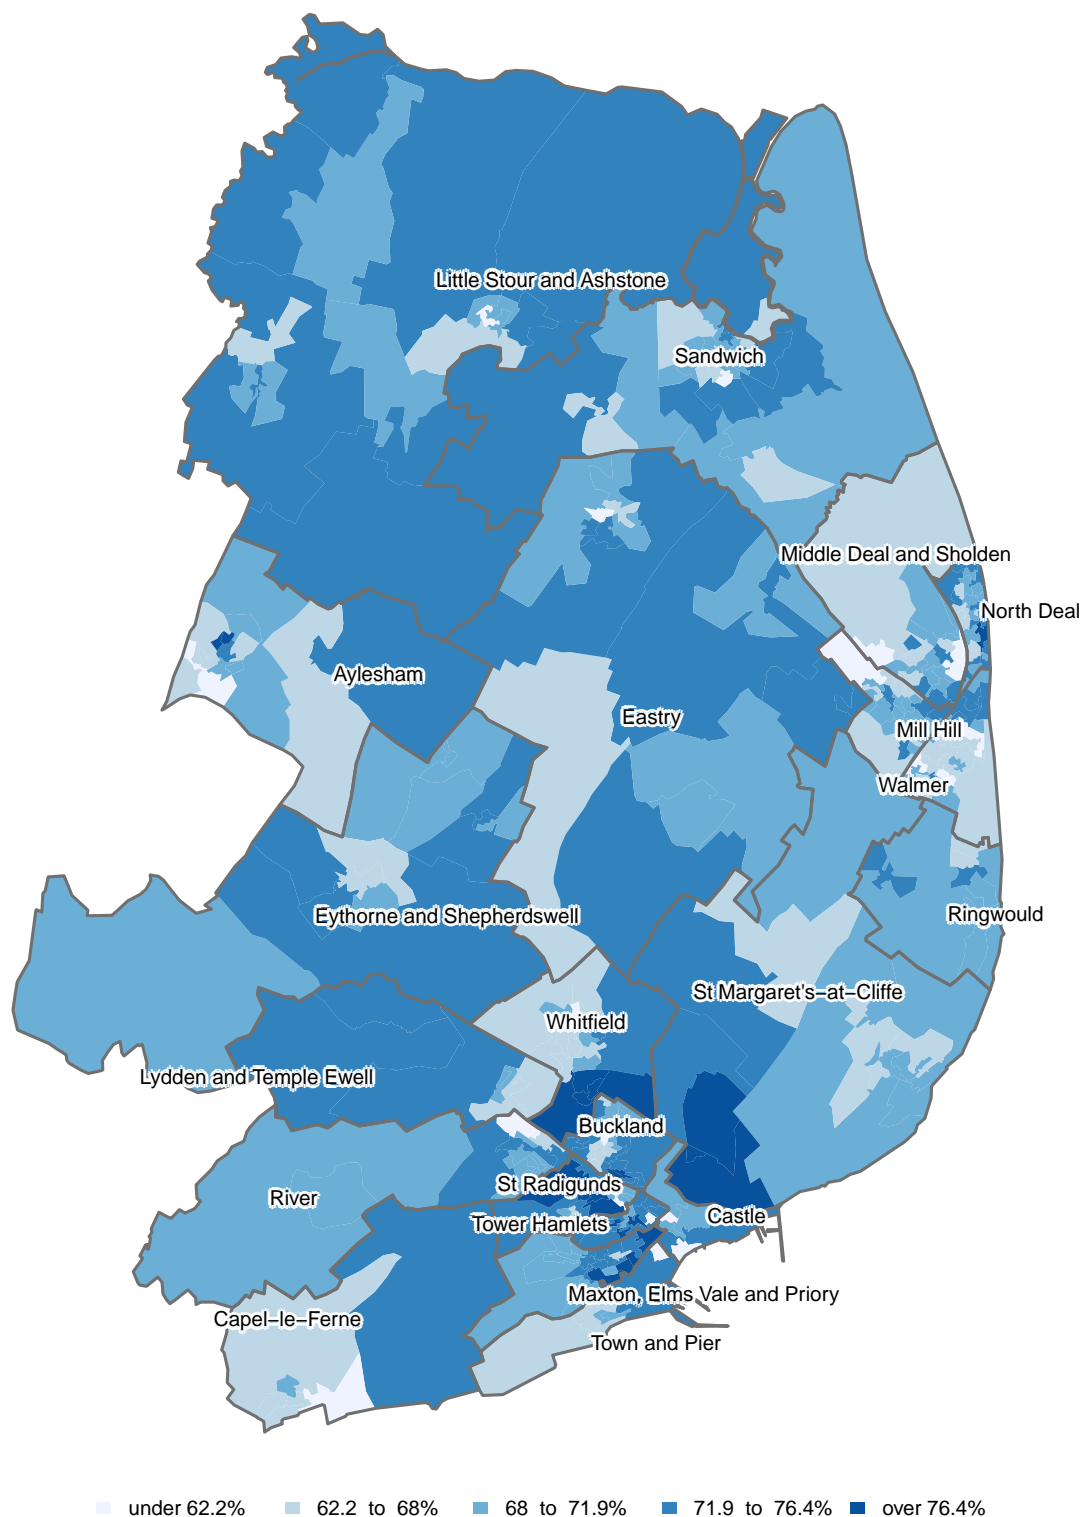 Little Stour and Ashstone
Sandwich
Middle Deal and Sholden
North Deal
Aylesham
Eastry
Mill Hill
Walmer
Eythorne and Shepherdswell
Ringwould
St Margaret's−at−Cliffe
Whitfield
Lydden and Temple Ewell
Buckland
St Radigunds
River
Castle
Tower Hamlets
Maxton, Elms Vale and Priory
Capel−le−Ferne
Town and Pier
under 62.2% 62.2 to 68% 68 to 71.9% 71.9 to 76.4% over 76.4%